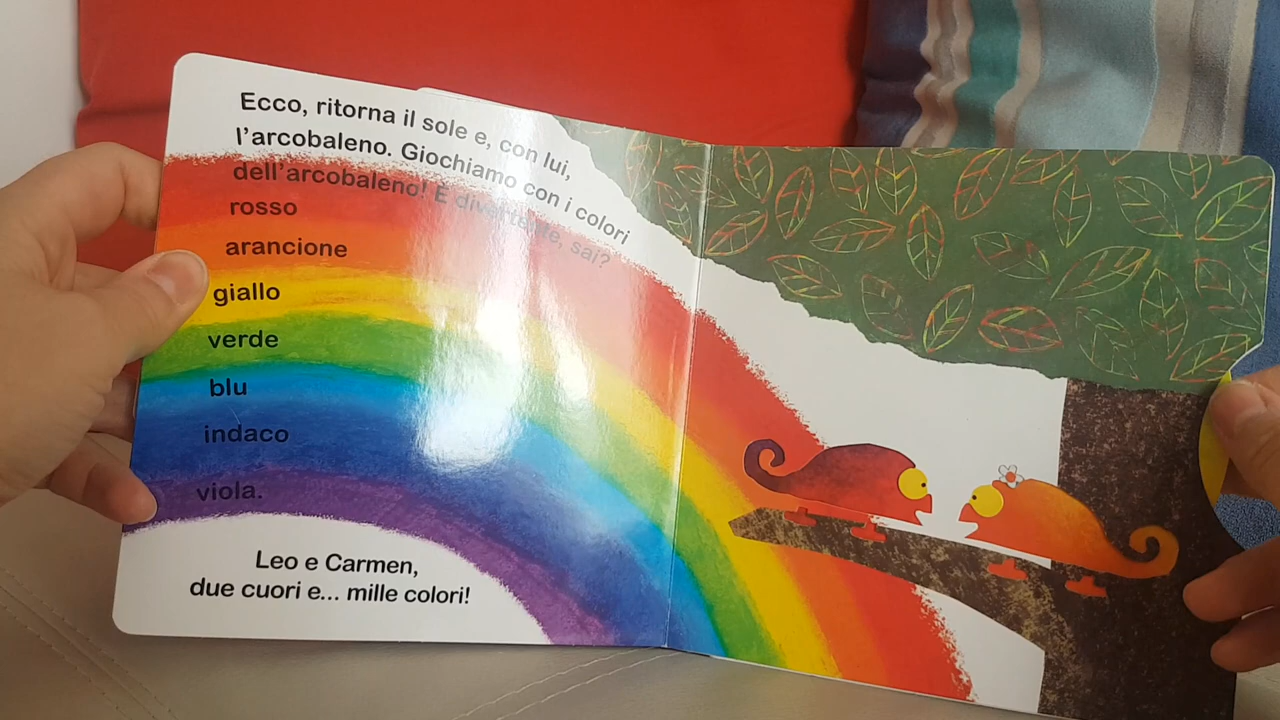 Ecco, ritorna il sole e, con lui,
l'arcobaleno. Giochiamo con i colori
dell'arcobaleno! È divertente, sai?
rosso
arancione
giallo
verde
blu
indaco
viola.
Leo e Carmen,
due cuori e... mille colori!